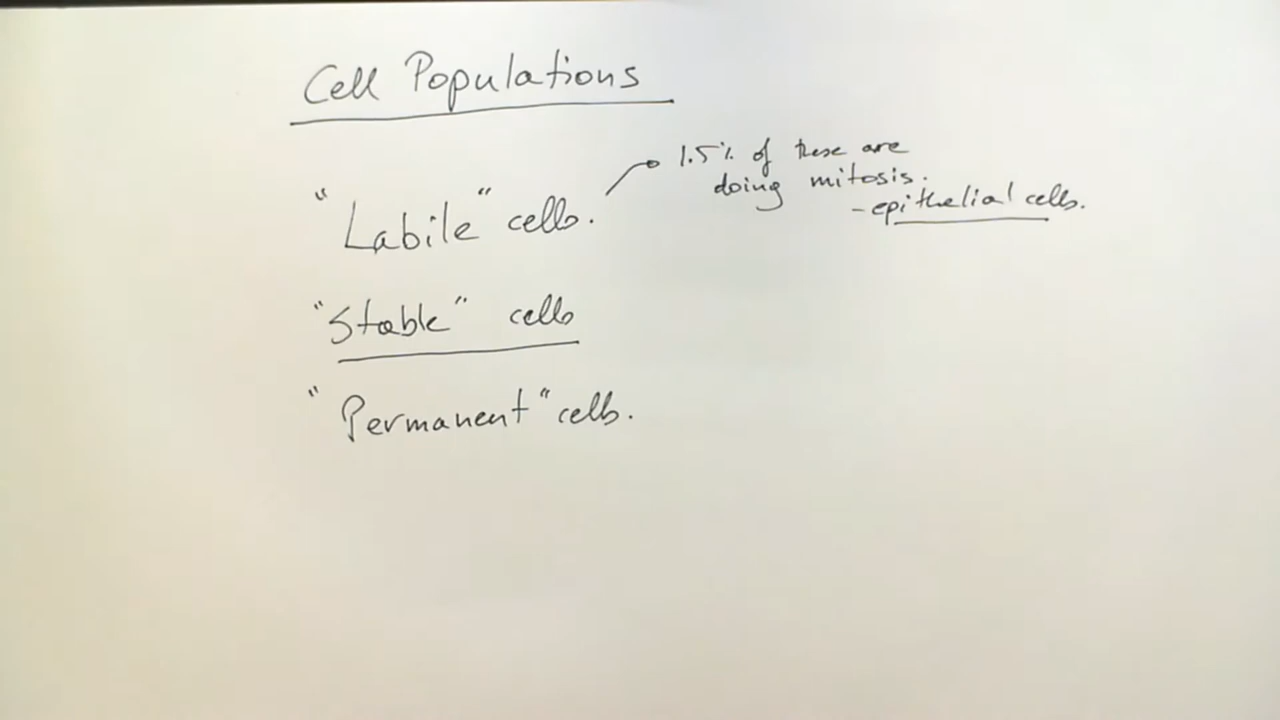 Cell Populations
"Labile" cells.
1.5% of these are
doing mitosis.
- epithelial cells.
"Stable" cells
"Permanent" cells.